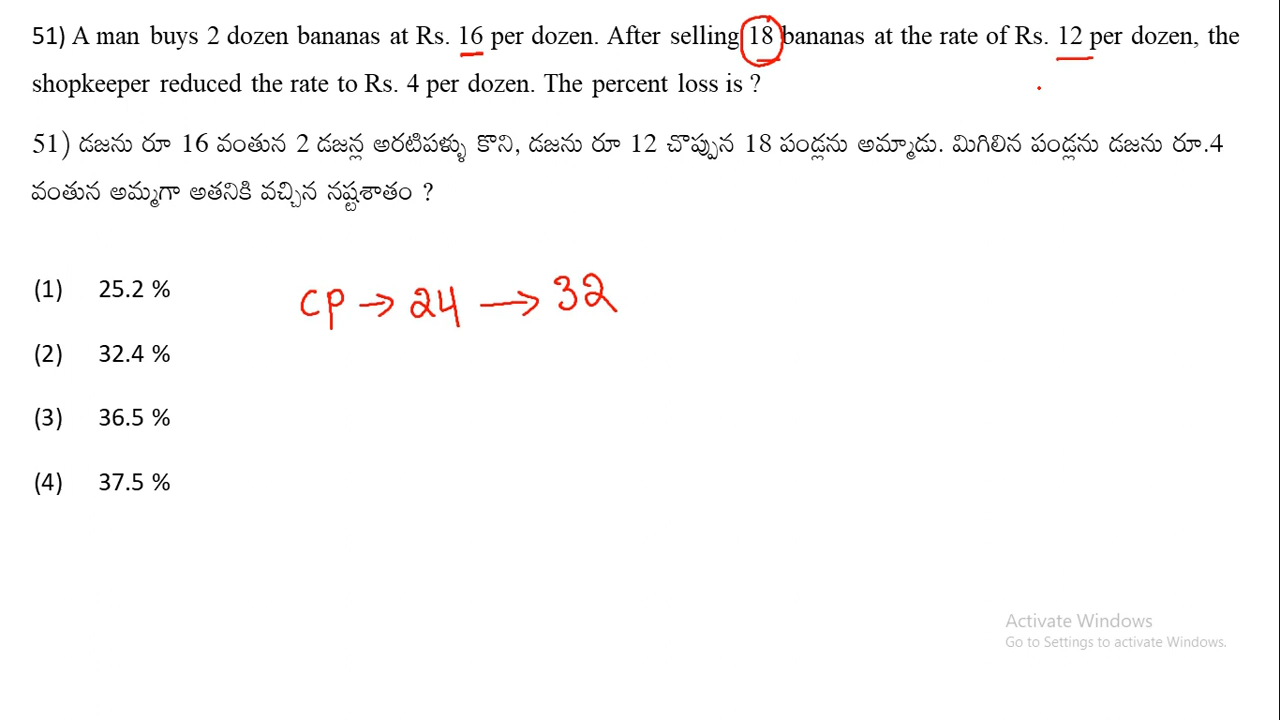 51) A man buys 2 dozen bananas at Rs. 16 per dozen. After selling 18 bananas at the rate of Rs. 12 per dozen, the
shopkeeper reduced the rate to Rs. 4 per dozen. The percent loss is ?
51) డజను రూ 16 వంతున 2 డజన్ల అరటిపళ్ళు కొని, డజను రూ 12 చొప్పున 18 పండ్లను అమ్మాడు. మిగిలిన పండ్లను డజను రూ.4
వంతున అమ్మగా అతనికి వచ్చిన నష్టశాతం ?
(1) 25.2 %
CP → 24 → 32
(2) 32.4 %
(3) 36.5 %
(4) 37.5 %
Activate Windows
Go to Settings to activate Windows.